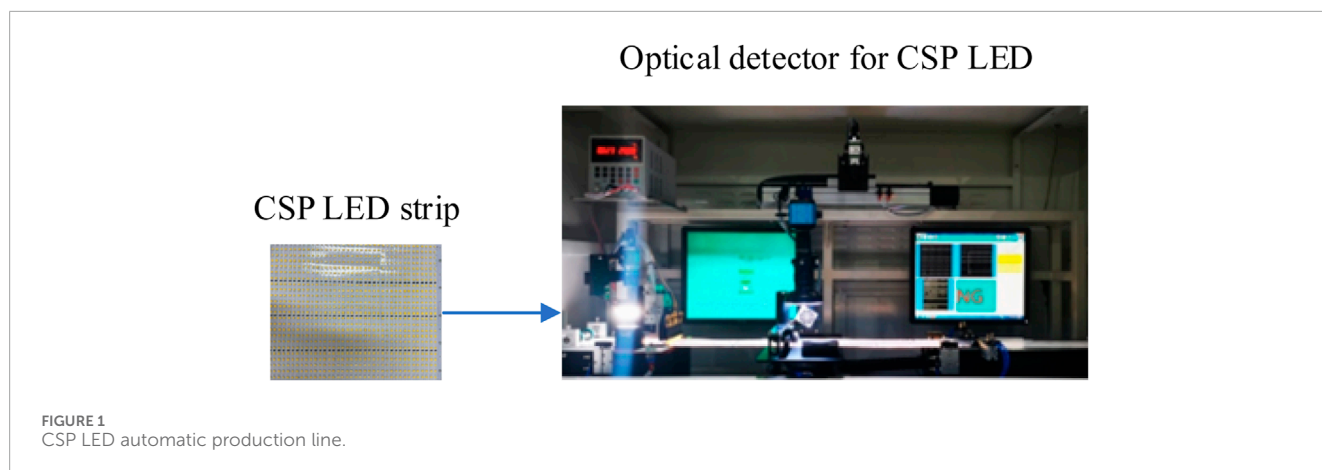 Optical detector for CSP LED
CSP LED strip
NG
FIGURE 1
CSP LED automatic production line.